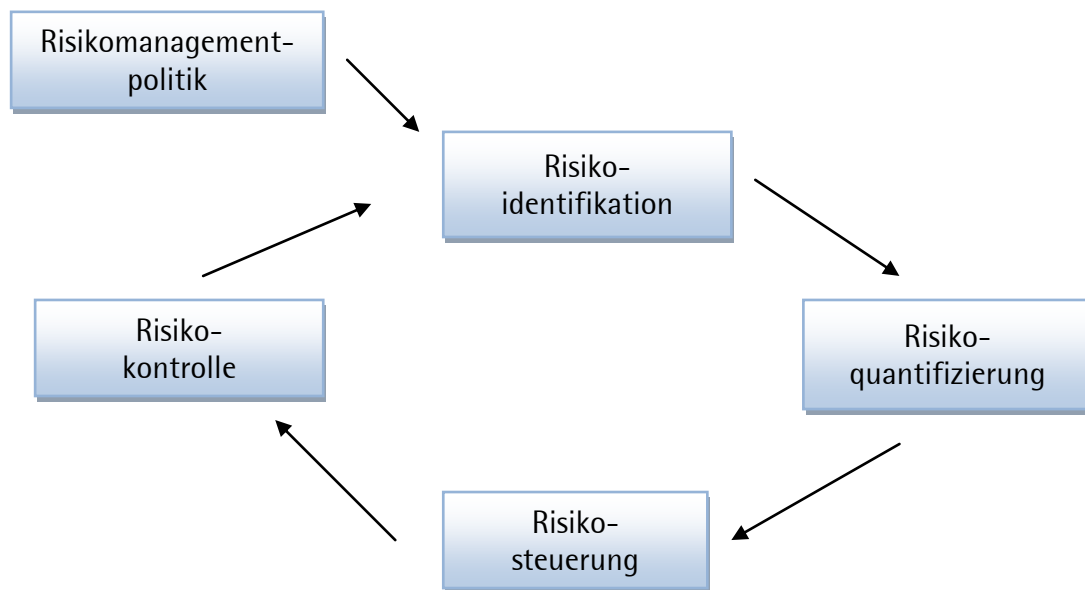 Risikomanagement-
politik
Risiko-
identifikation
Risiko-
quantifizierung
Risiko-
steuerung
Risiko-
kontrolle